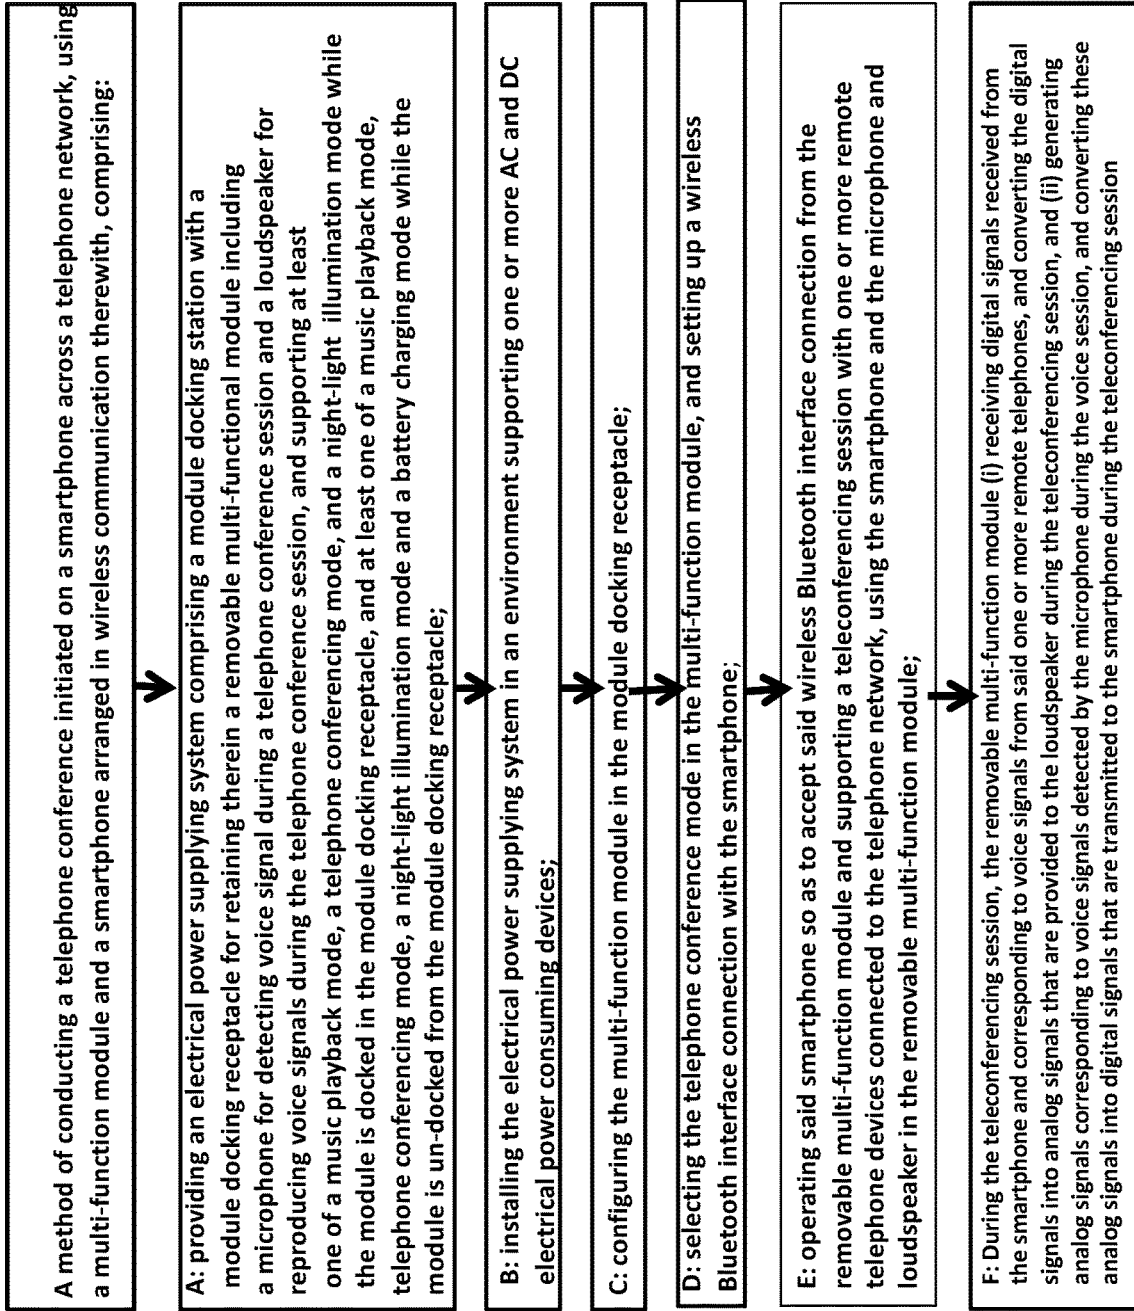 A method of conducting a telephone conference initiated on a smartphone across a telephone network, using
a multi-function module and a smartphone arranged in wireless communication therewith, comprising:
A: providing an electrical power supplying system comprising a module docking station with a
module docking receptacle for retaining therein a removable multi-functional module including
a microphone for detecting voice signal during a telephone conference session and a loudspeaker for
reproducing voice signals during the telephone conference session, and supporting at least
one of a music playback mode, a telephone conferencing mode, and a night-light illumination mode while
the module is docked in the module docking receptacle, and at least one of a music playback mode,
telephone conferencing mode, a night-light illumination mode and a battery charging mode while the
module is un-docked from the module docking receptacle;
B: installing the electrical power supplying system in an environment supporting one or more AC and DC
electrical power consuming devices;
C: configuring the multi-function module in the module docking receptacle;
D: selecting the telephone conference mode in the multi-function module, and setting up a wireless
Bluetooth interface connection with the smartphone;
E: operating said smartphone so as to accept said wireless Bluetooth interface connection from the
removable multi-function module and supporting a teleconferencing session with one or more remote
telephone devices connected to the telephone network, using the smartphone and the microphone and
loudspeaker in the removable multi-function module;
F: During the teleconferencing session, the removable multi-function module (i) receiving digital signals received from
the smartphone and corresponding to voice signals from said one or more remote telephones, and converting the digital
signals into analog signals that are provided to the loudspeaker during the teleconferencing session, and (ii) generating
analog signals corresponding to voice signals detected by the microphone during the voice session, and converting these
analog signals into digital signals that are transmitted to the smartphone during the teleconferencing session